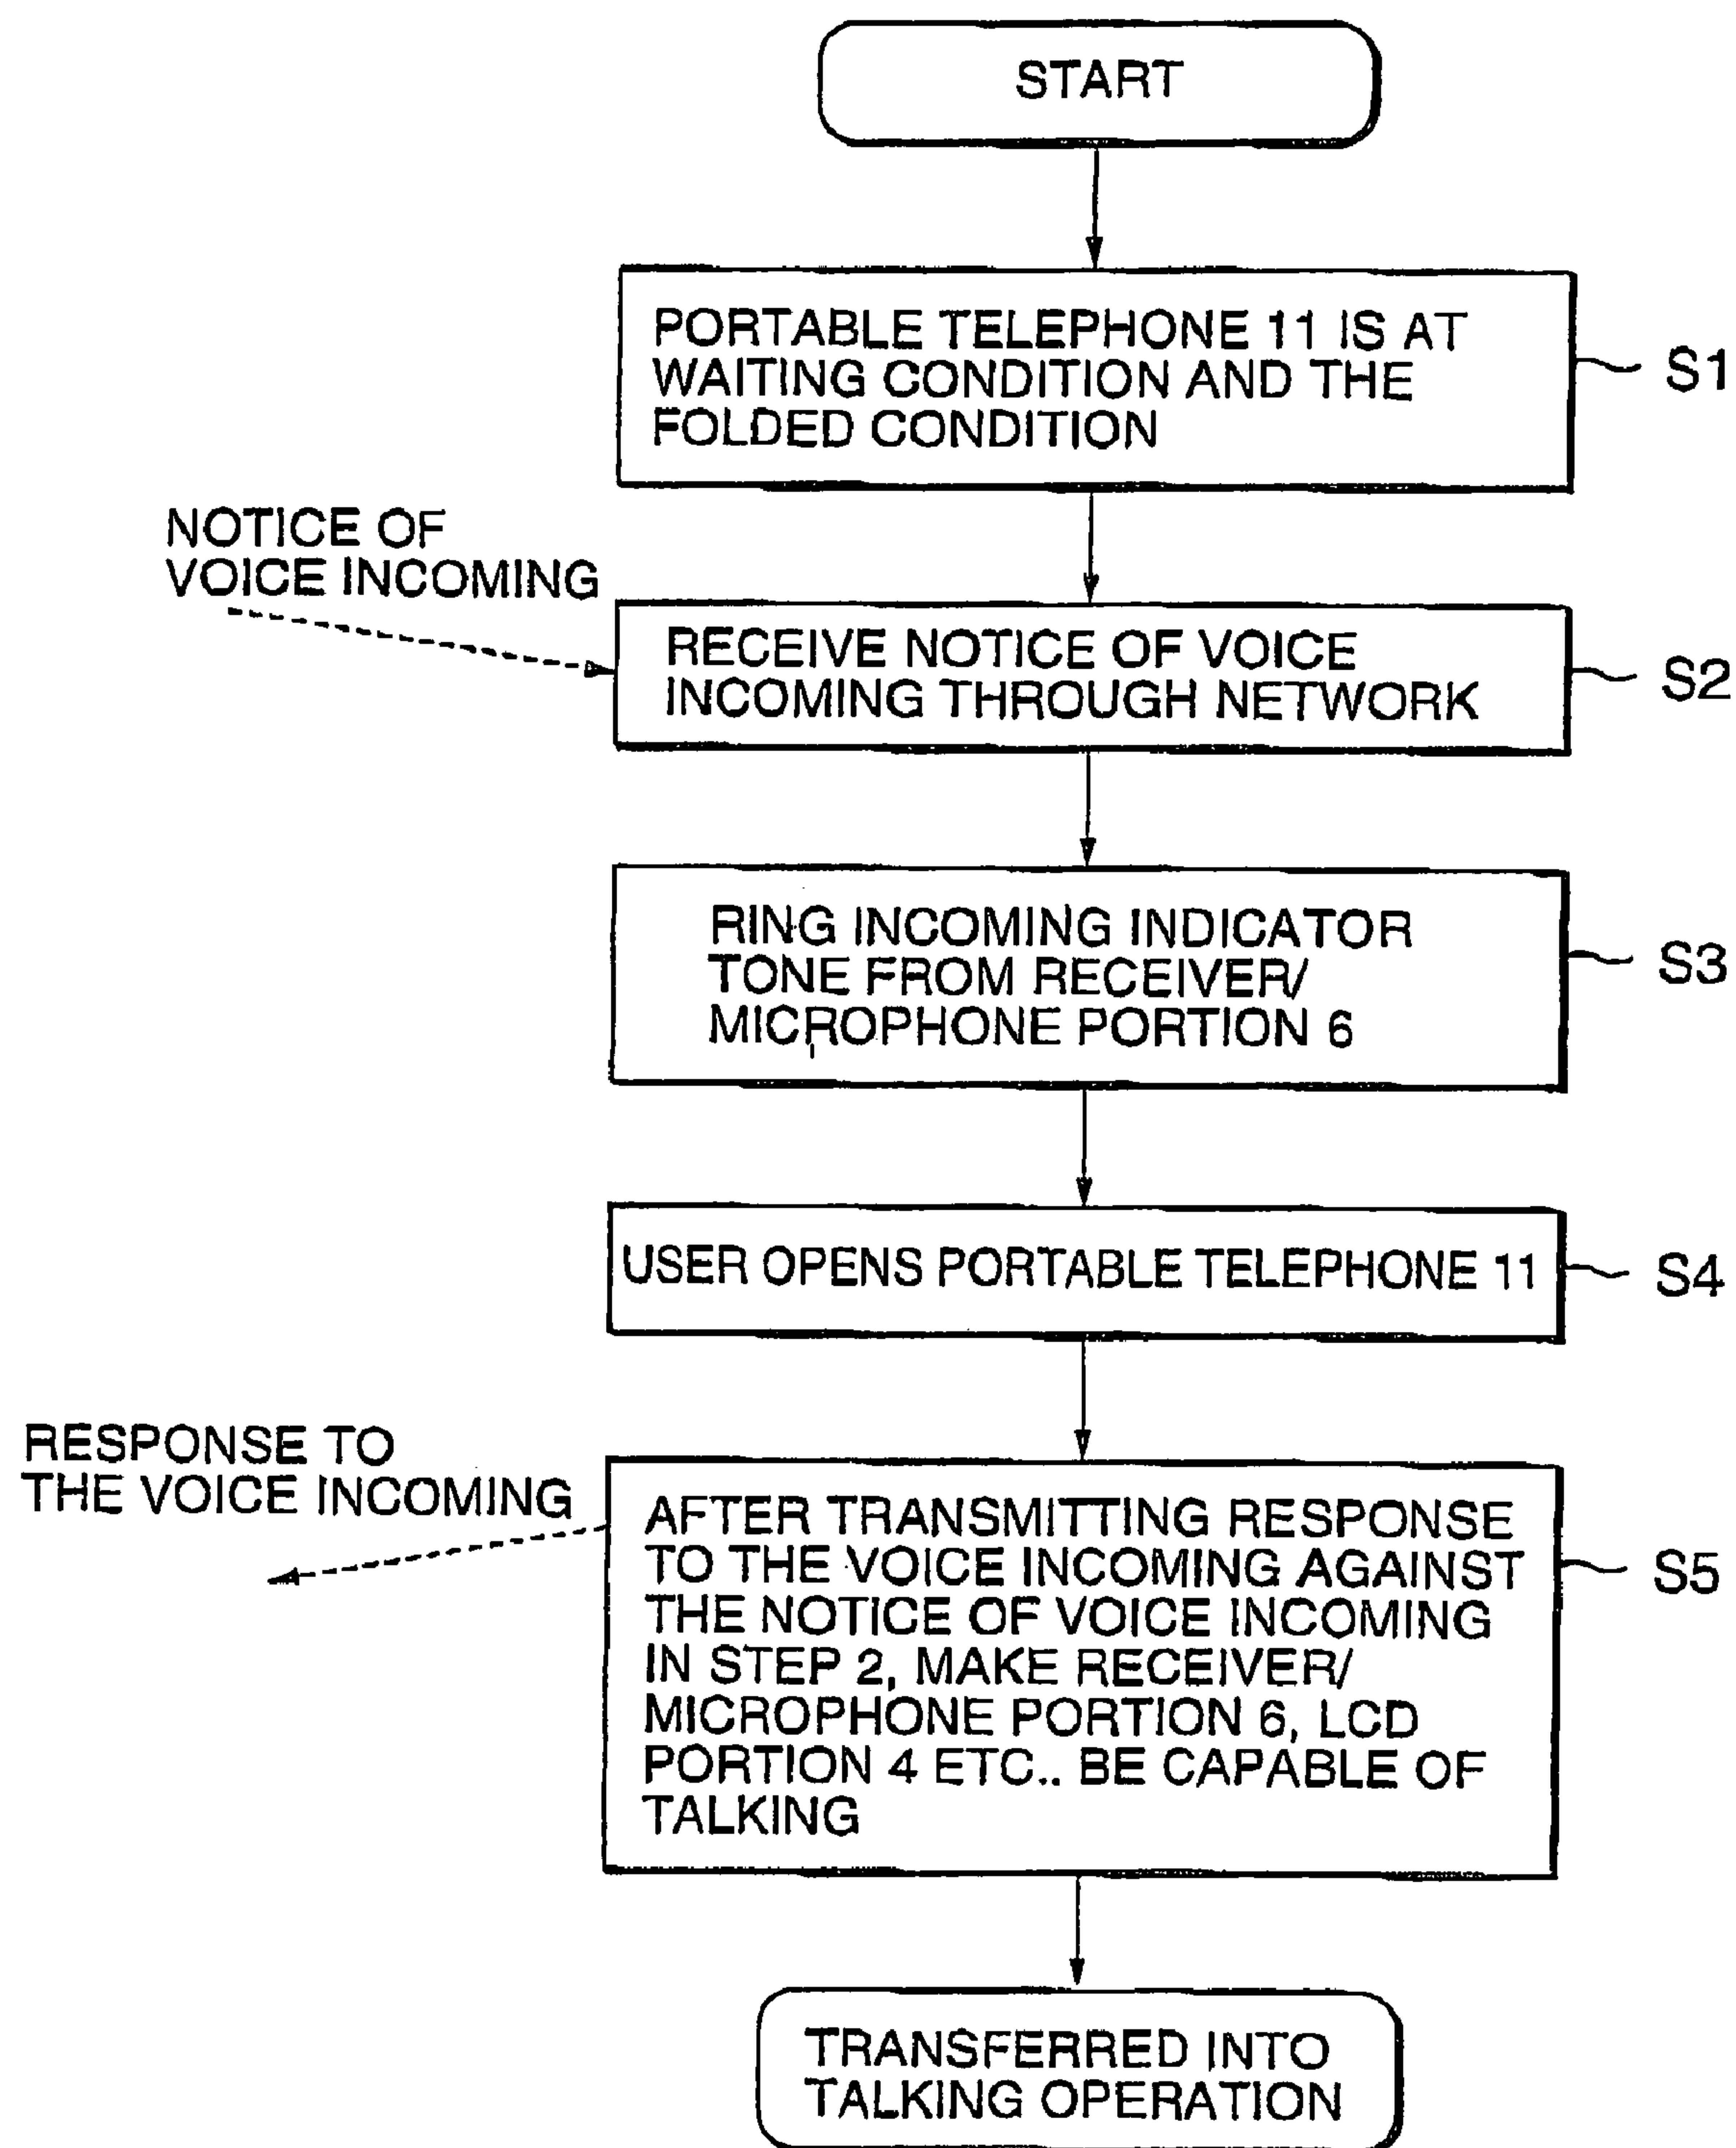 START
PORTABLE TELEPHONE 11 IS AT
WAITING CONDITION AND THE
FOLDED CONDITION
S1
NOTICE OF
VOICE INCOMING
RECEIVE NOTICE OF VOICE
INCOMING THROUGH NETWORK
S2
RING INCOMING INDICATOR
TONE FROM RECEIVER/
MICROPHONE PORTION 6
S3
USER OPENS PORTABLE TELEPHONE 11
S4
RESPONSE TO
THE VOICE INCOMING
AFTER TRANSMITTING RESPONSE
TO THE VOICE INCOMING AGAINST
THE NOTICE OF VOICE INCOMING
IN STEP 2, MAKE RECEIVER/
MICROPHONE PORTION 6, LCD
PORTION 4 ETC.. BE CAPABLE OF
TALKING
S5
TRANSFERRED INTO
TALKING OPERATION